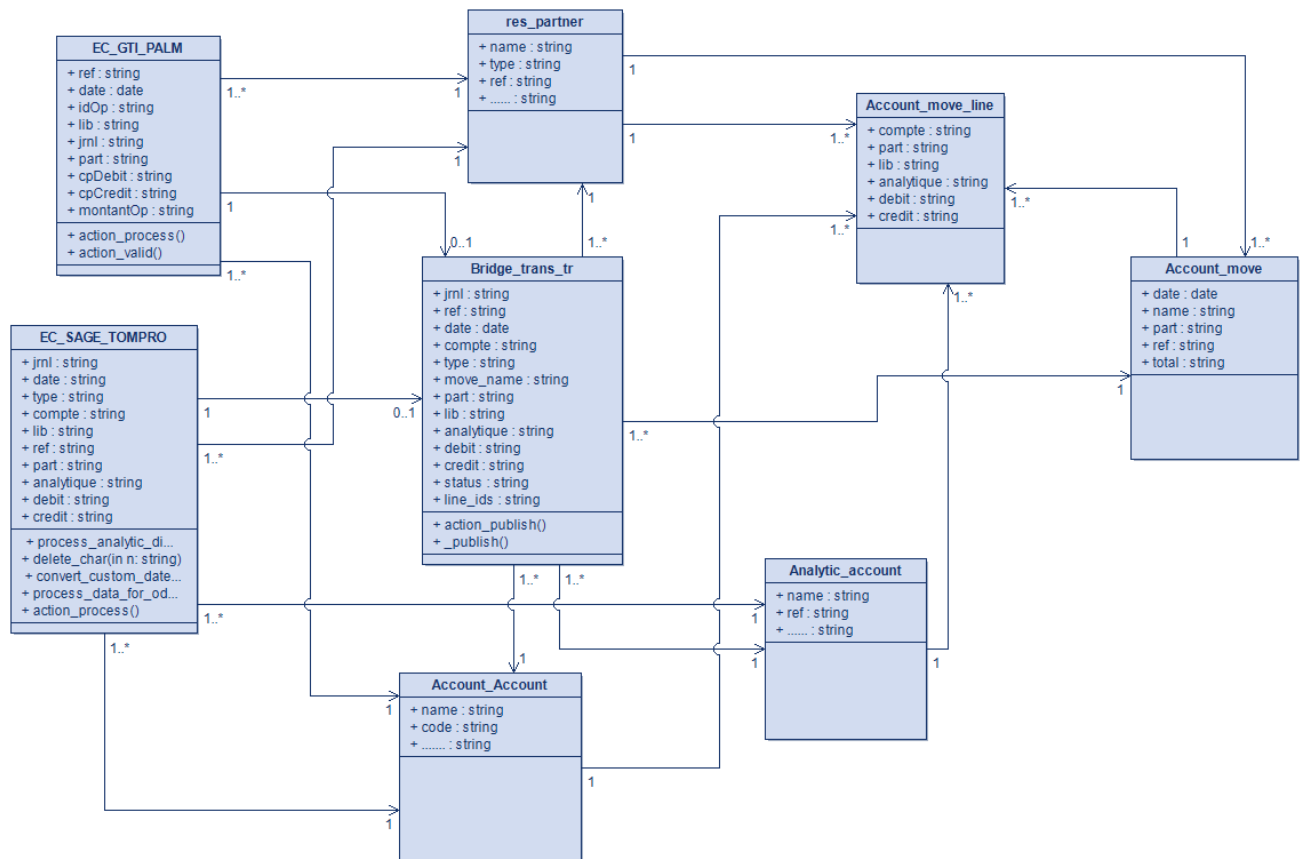 EC_GTI_PALM
+ ref : string
+ date : date
+ idOp : string
+ lib : string
+ jrnl : string
+ part : string
+ cpDebit : string
+ cpCredit : string
+ montantOp : string
+ action_process()
+ action_valid()
res_partner
+ name : string
+ type : string
+ ref : string
+ ...... : string
Account_move_line
+ compte : string
+ part : string
+ lib : string
+ analytique : string
+ debit : string
+ credit : string
Account_move
+ date : date
+ name : string
+ part : string
+ ref : string
+ total : string
EC_SAGE_TOMPRO
+ jrnl : string
+ date : string
+ type : string
+ compte : string
+ lib : string
+ ref : string
+ part : string
+ analytique : string
+ debit : string
+ credit : string
+ process_analytic_di...
+ delete_char(in n: string)
+ convert_custom_date...
+ process_data_for_od...
+ action_process()
Bridge_trans_tr
+ jrnl : string
+ ref : string
+ date : date
+ compte : string
+ type : string
+ move_name : string
+ part : string
+ lib : string
+ analytique : string
+ debit : string
+ credit : string
+ status : string
+ line_ids : string
+ action_publish()
+ _publish()
Analytic_account
+ name : string
+ ref : string
+ ...... : string
Account_Account
+ name : string
+ code : string
+ ....... : string
1..*
1
1
1
1
1..*
1
1
0..1
1..*
1
1..*
1..*
1..*
1
1..*
1
0..1
1..*
1..*
1
1..*
1..*
1..*
1..*
1
1
1
1..*
1
1
1
1